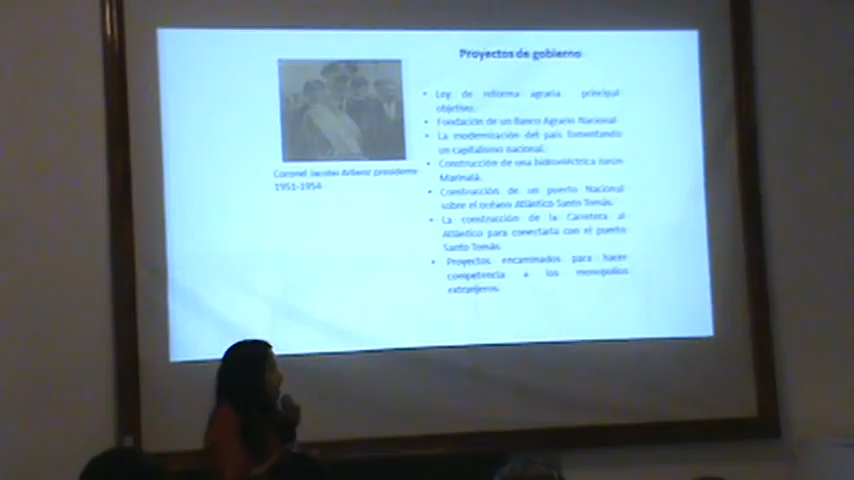 Proyectos de gobierno
Coronel Jacobo Arbenz presidente
1951-1954
• Ley de reforma agraria principal
objetivo.
• Fundación de un Banco Agrario Nacional
• La modernización del país fomentando
un capitalismo nacional.
• Construcción de una hidroeléctrica Jurún
Marinalá.
• Construcción de un puerto Nacional
sobre el océano Atlántico Santo Tomás.
• La construcción de la Carretera al
Atlántico para conectarla con el puerto
Santo Tomás.
• Proyectos encaminados para hacer
competencia a los monopolios
extranjeros.